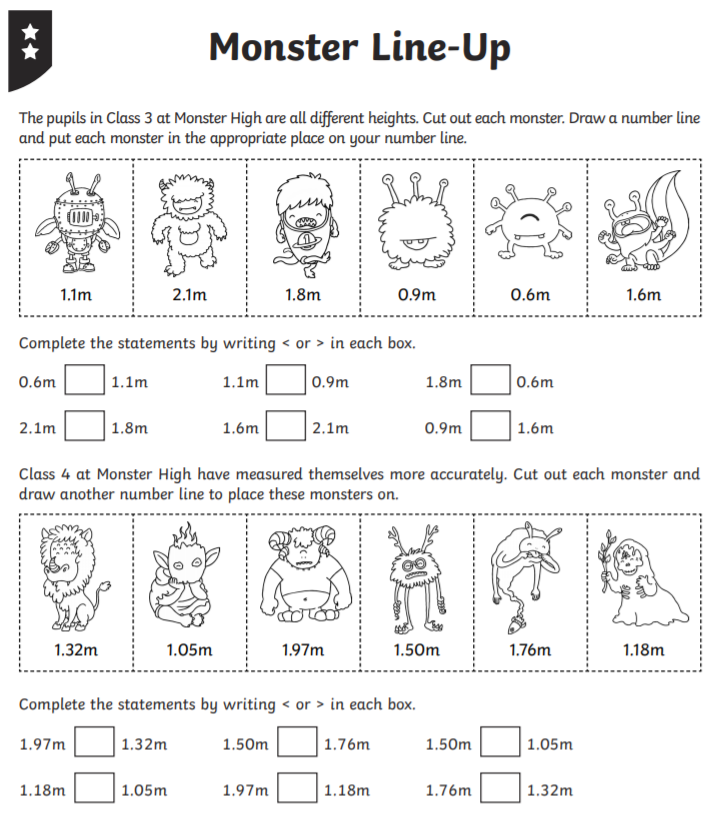 Monster Line-Up
The pupils in Class 3 at Monster High are all different heights. Cut out each monster. Draw a number line
and put each monster in the appropriate place on your number line.
1.1m 2.1m 1.8m 0.9m 0.6m 1.6m
Complete the statements by writing < or > in each box.
0.6m 1.1m 1.1m 0.9m 1.8m 0.6m
2.1m 1.8m 1.6m 2.1m 0.9m 1.6m
Class 4 at Monster High have measured themselves more accurately. Cut out each monster and
draw another number line to place these monsters on.
1.32m 1.05m 1.97m 1.50m 1.76m 1.18m
Complete the statements by writing < or > in each box.
1.97m 1.32m 1.50m 1.76m 1.50m 1.05m
1.18m 1.05m 1.97m 1.18m 1.76m 1.32m